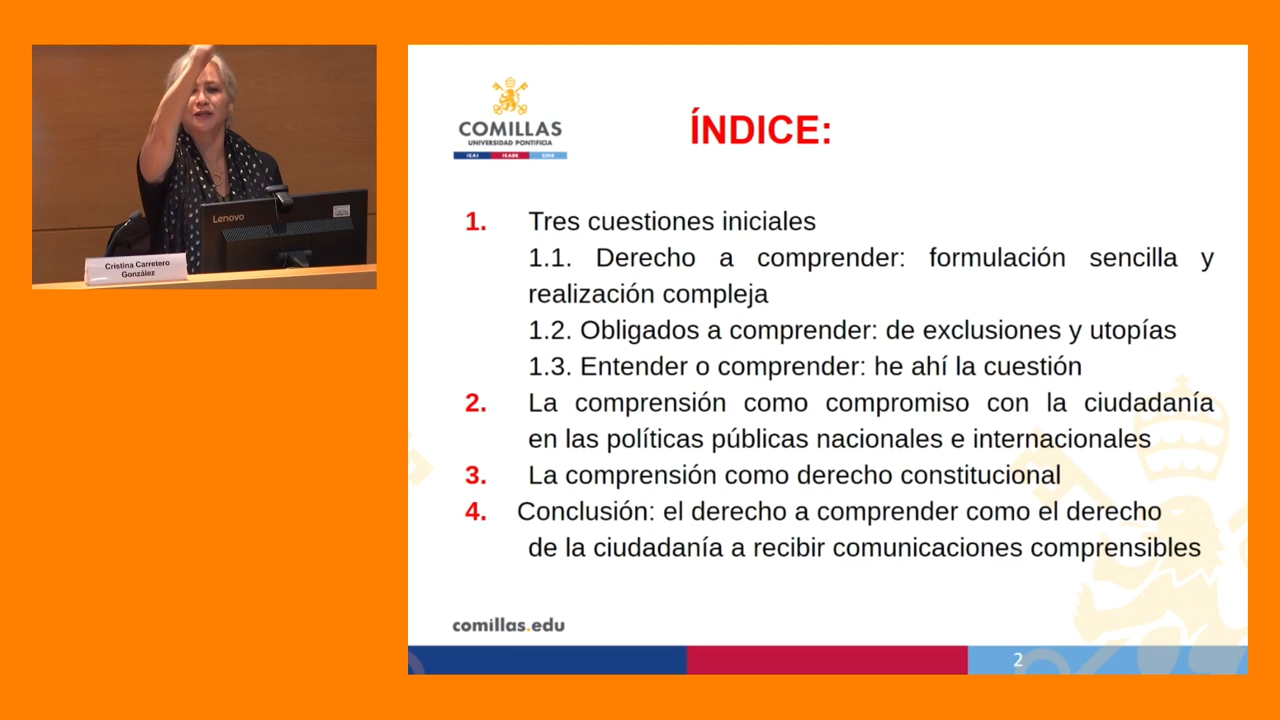 Lenovo
Cristina Carretero
González
COMILLAS
UNIVERSIDAD PONTIFICIA
ICAI ICADE CIHS
ÍNDICE:
1. Tres cuestiones iniciales
1.1. Derecho a comprender: formulación sencilla y
realización compleja
1.2. Obligados a comprender: de exclusiones y utopías
1.3. Entender o comprender: he ahí la cuestión
2. La comprensión como compromiso con la ciudadanía
en las políticas públicas nacionales e internacionales
3. La comprensión como derecho constitucional
4. Conclusión: el derecho a comprender como el derecho
de la ciudadanía a recibir comunicaciones comprensibles
comillas.edu
2